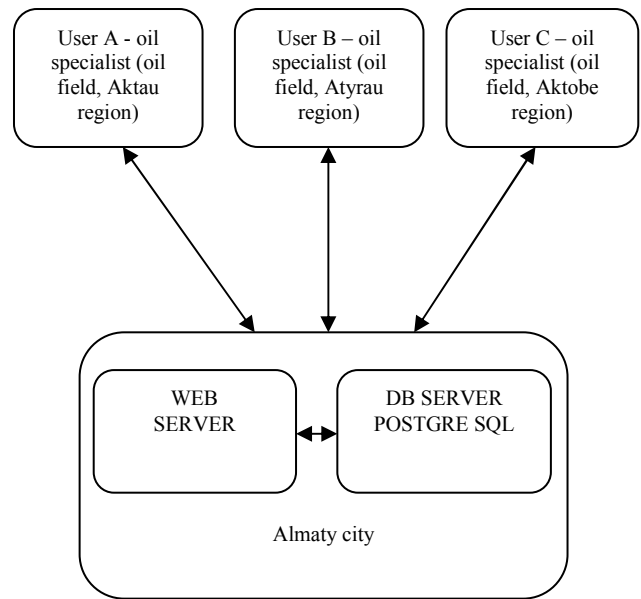 User A - oil
specialist (oil
field, Aktau
region)
User B – oil
specialist (oil
field, Atyrau
region)
User C – oil
specialist (oil
field, Aktobe
region)
WEB
SERVER
DB SERVER
POSTGRE SQL
Almaty city